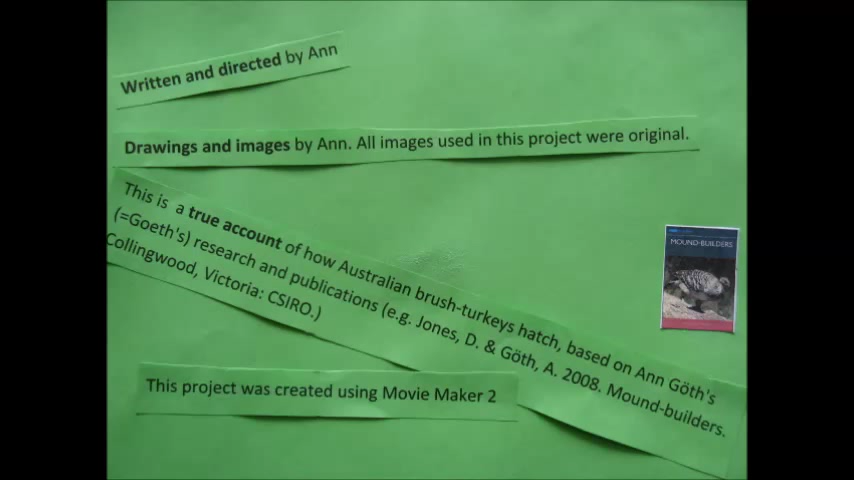 Written and directed by Ann
Drawings and images by Ann. All images used in this project were original.
This is a true account of how Australian brush-turkeys hatch, based on Ann Göth's
(=Goeth's) research and publications (e.g. Jones, D. & Göth, A. 2008. Mound-builders.
Collingwood, Victoria: CSIRO.)
MOUND-BUILDERS
This project was created using Movie Maker 2